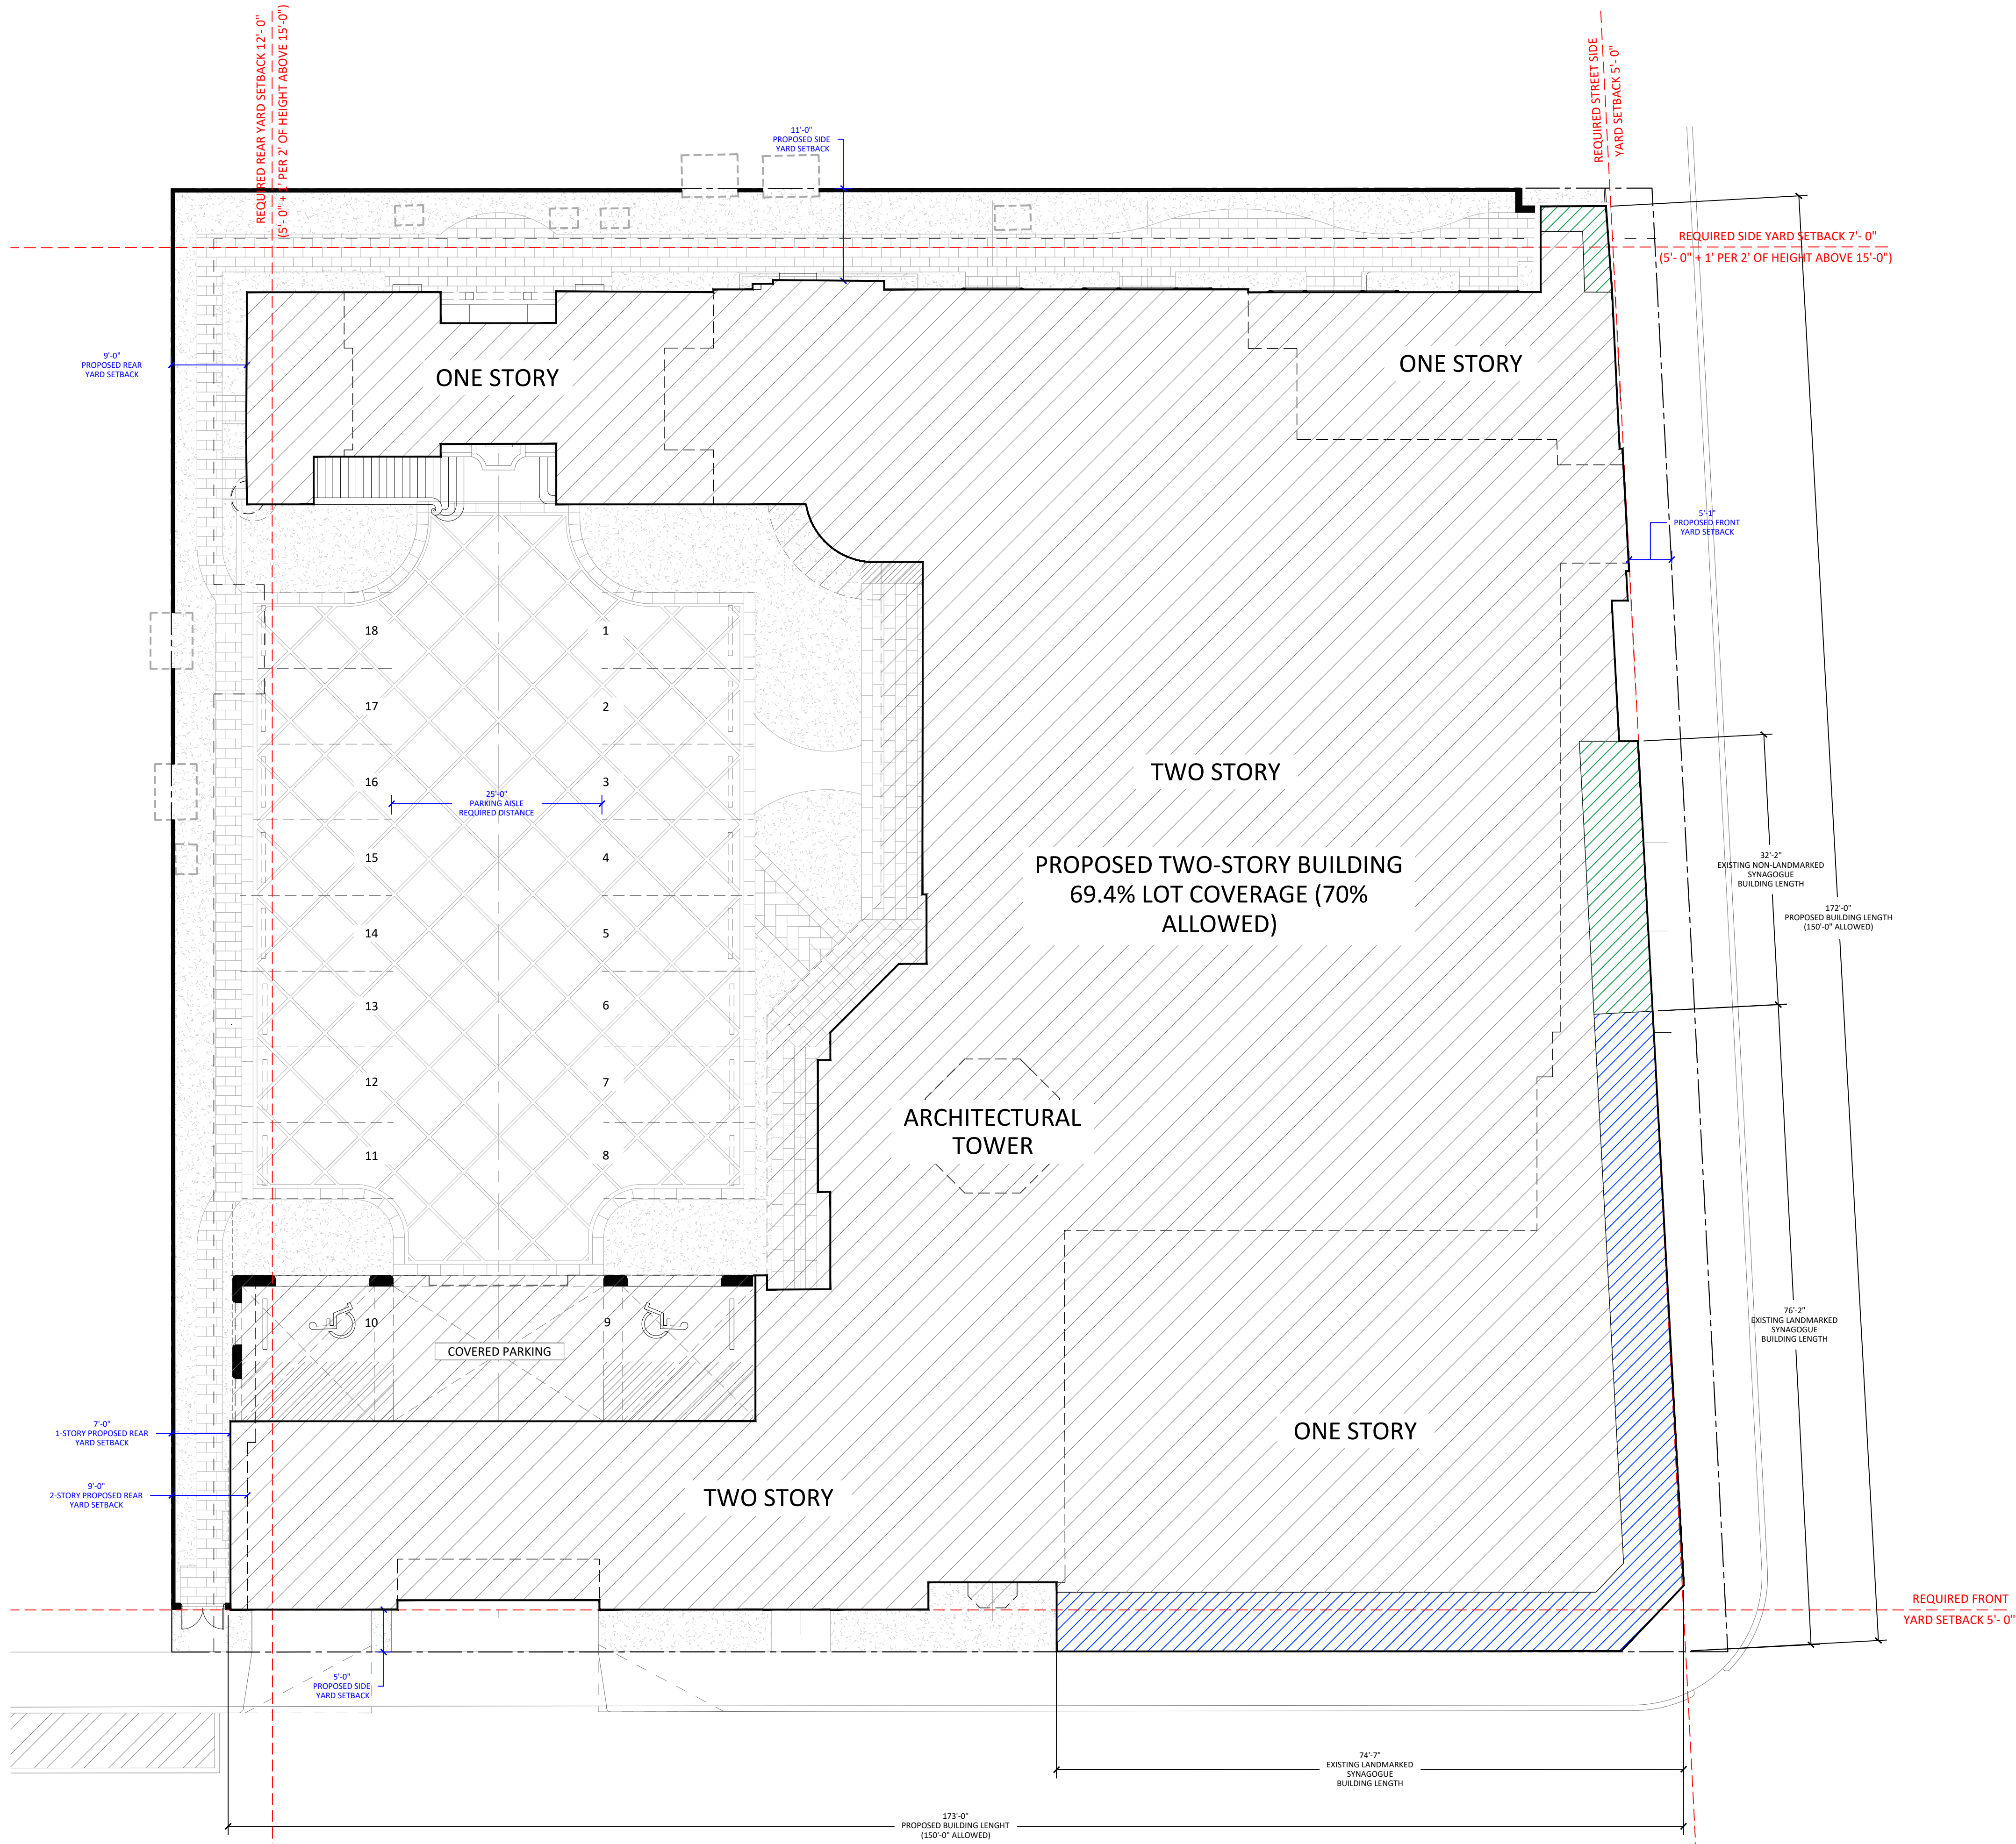 REQUIRED REAR YARD SETBACK 12'- 0"
(5'- 0" + 1' PER 2' OF HEIGHT ABOVE 15'-0")
REQUIRED STREET SIDE
YARD SETBACK 5'- 0"
11'-0"
PROPOSED SIDE
YARD SETBACK
REQUIRED SIDE YARD SETBACK 7'- 0"
(5'- 0" + 1' PER 2' OF HEIGHT ABOVE 15'-0")
9'-0"
PROPOSED REAR
YARD SETBACK
ONE STORY
ONE STORY
5'-1"
PROPOSED FRONT
YARD SETBACK
18
1
17
2
16
3
25'-0"
PARKING AISLE
REQUIRED DISTANCE
15
4
14
5
13
6
12
7
11
8
TWO STORY
PROPOSED TWO-STORY BUILDING
69.4% LOT COVERAGE (70%
ALLOWED)
32'-2"
EXISTING NON-LANDMARKED
SYNAGOGUE
BUILDING LENGTH
172'-0"
PROPOSED BUILDING LENGTH
(150'-0" ALLOWED)
ARCHITECTURAL
TOWER
10
9
COVERED PARKING
76'-2"
EXISTING LANDMARKED
SYNAGOGUE
BUILDING LENGTH
7'-0"
1-STORY PROPOSED REAR
YARD SETBACK
ONE STORY
9'-0"
2-STORY PROPOSED REAR
YARD SETBACK
TWO STORY
REQUIRED FRONT
YARD SETBACK 5'- 0"
5'-0"
PROPOSED SIDE
YARD SETBACK
74'-7"
EXISTING LANDMARKED
SYNAGOGUE
BUILDING LENGTH
173'-0"
PROPOSED BUILDING LENGHT
(150'-0" ALLOWED)